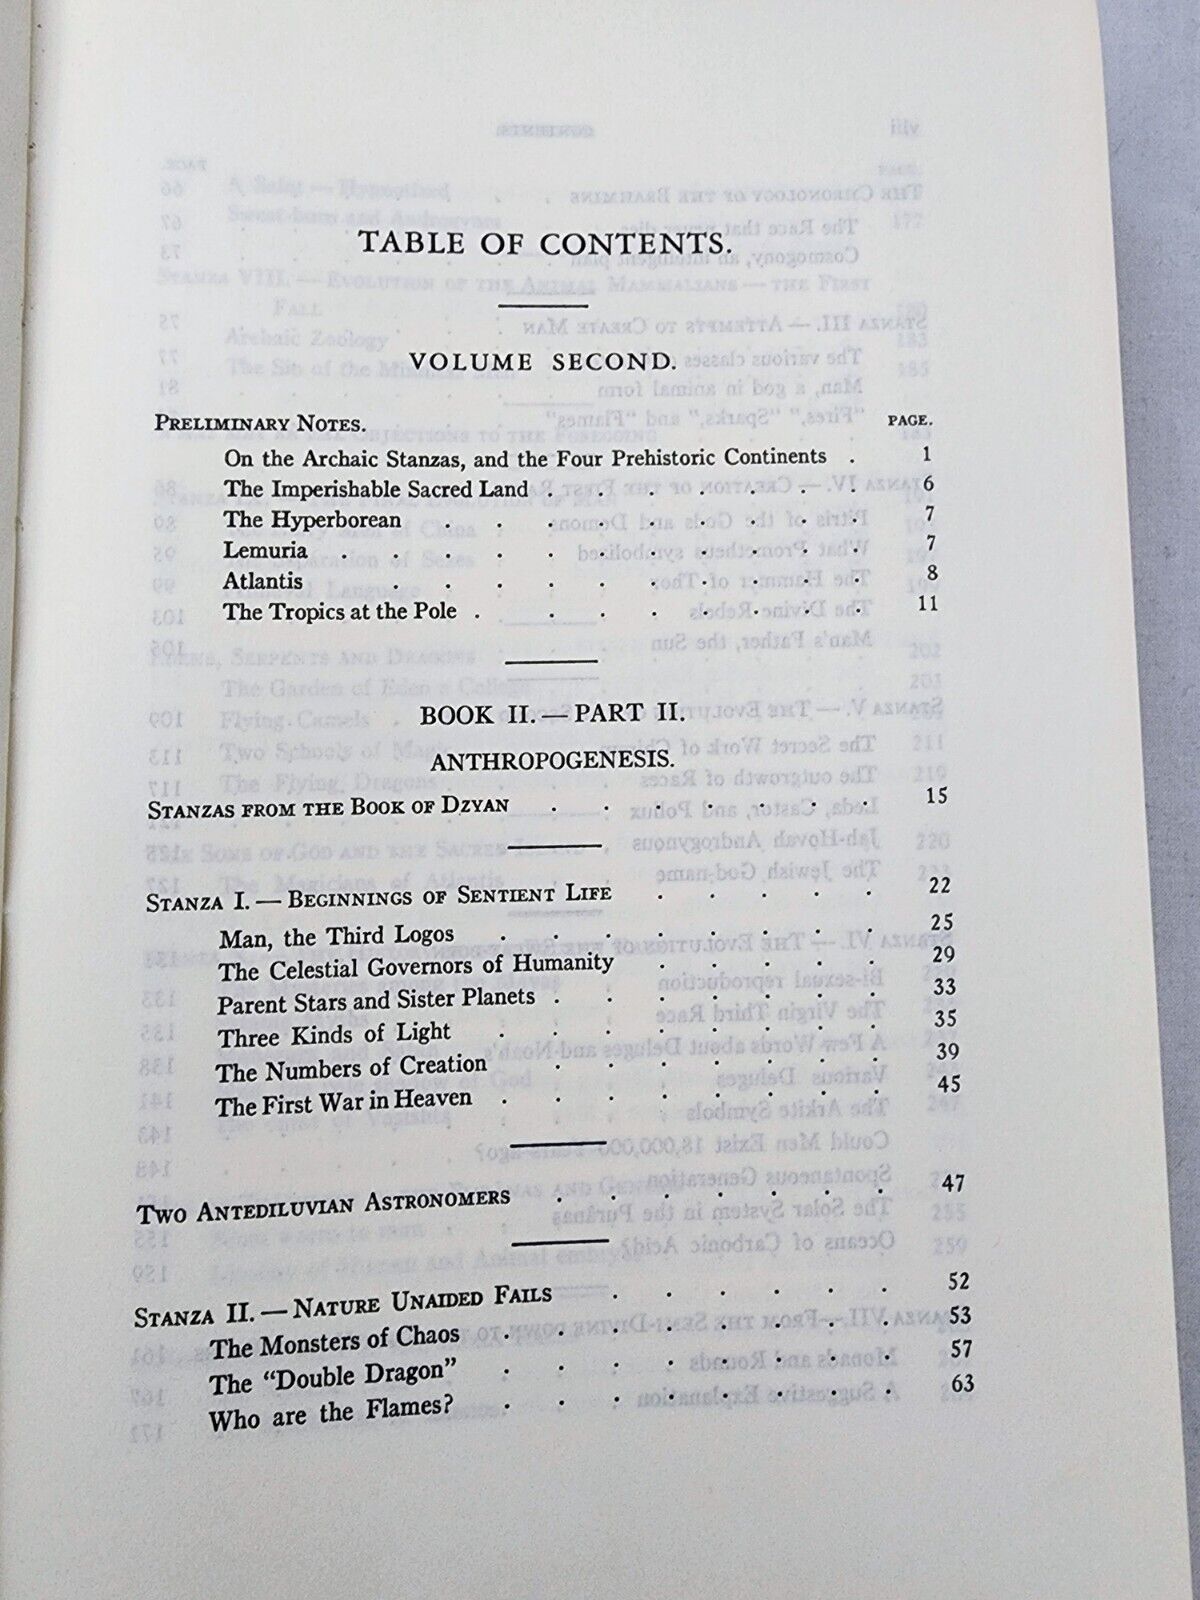 TABLE OF CONTENTS.
VOLUME SECOND.
PRELIMINARY NOTES. PAGE.
On the Archaic Stanzas, and the Four Prehistoric Continents . 1
The Imperishable Sacred Land . . . . . . . 6
The Hyperborean . . . . . . . . . 7
Lemuria . . . . . . . . . . . 7
Atlantis . . . . . . . . . . 8
The Tropics at the Pole . . . . . . . . 11
BOOK II. — PART II.
ANTHROPOGENESIS.
STANZAS FROM THE BOOK OF DZYAN . . . . . . . 15
STANZA I. — BEGINNINGS OF SENTIENT LIFE . . . . . 22
Man, the Third Logos . . . . . . . . 25
The Celestial Governors of Humanity . . . . . 29
Parent Stars and Sister Planets . . . . . . . 33
Three Kinds of Light . . . . . . . . 35
The Numbers of Creation . . . . . . . 39
The First War in Heaven . . . . . . . . 45
TWO ANTEDILUVIAN ASTRONOMERS . . . . . . . 47
STANZA II. — NATURE UNAIDED FAILS . . . . . . 52
The Monsters of Chaos . . . . . . . . 53
The "Double Dragon" . . . . . . . . 57
Who are the Flames? . . . . . . . . 63